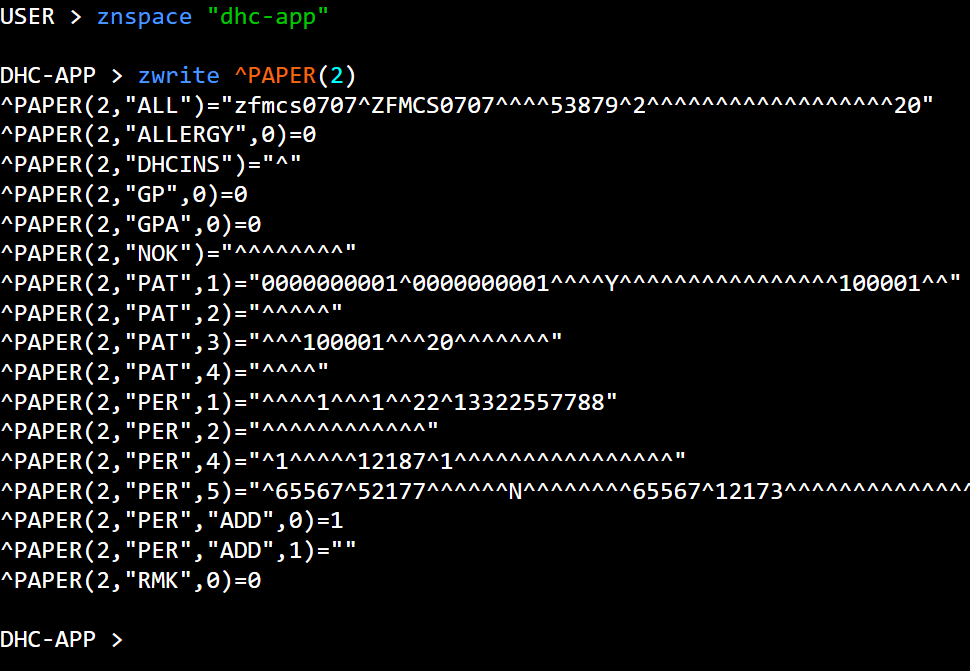 USER > znspace "dhc-app"
DHC-APP > zwrite ^PAPER(2)
^PAPER(2,"ALL")="zfmcs0707^ZFMCS0707^^^^53879^2^^^^^^^^^^^^^^^^^^20"
^PAPER(2,"ALLERGY",0)=0
^PAPER(2,"DHCINS")="^"
^PAPER(2,"GP",0)=0
^PAPER(2,"GPA",0)=0
^PAPER(2,"NOK")="^^^^^^^^"
^PAPER(2,"PAT",1)="0000000001^0000000001^^^^Y^^^^^^^^^^^^^^^^100001^^"
^PAPER(2,"PAT",2)="^^^^^"
^PAPER(2,"PAT",3)="^^^100001^^^20^^^^^^^"
^PAPER(2,"PAT",4)="^^^^"
^PAPER(2,"PER",1)="^^^^1^^^1^^22^13322557788"
^PAPER(2,"PER",2)="^^^^^^^^^^^^"
^PAPER(2,"PER",4)="^1^^^^^12187^1^^^^^^^^^^^^^^^^"
^PAPER(2,"PER",5)="^65567^52177^^^^^^N^^^^^^^^65567^12173^^^^^^^^^^^^^^
^PAPER(2,"PER","ADD",0)=1
^PAPER(2,"PER","ADD",1)=""
^PAPER(2,"RMK",0)=0
DHC-APP >